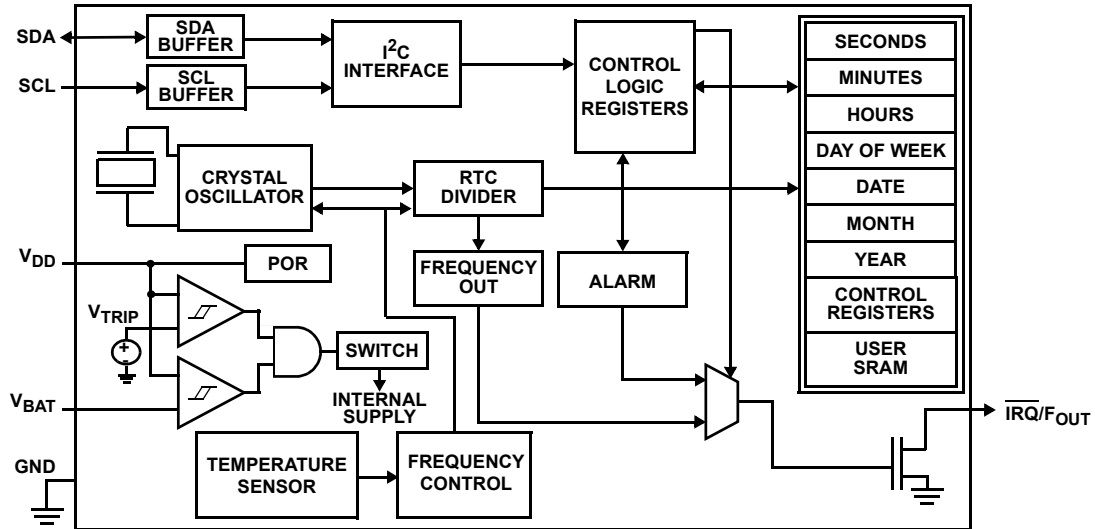 SDA
SDA
BUFFER
SCL
SCL
BUFFER
I²C
INTERFACE
CONTROL
LOGIC
REGISTERS
SECONDS
MINUTES
HOURS
DAY OF WEEK
DATE
MONTH
YEAR
CONTROL
REGISTERS
USER
SRAM
CRYSTAL
OSCILLATOR
RTC
DIVIDER
FREQUENCY
OUT
ALARM
VDD
POR
VTRIP
+
-
SWITCH
INTERNAL
SUPPLY
VBAT
GND
TEMPERATURE
SENSOR
FREQUENCY
CONTROL
IRQ/FOUT